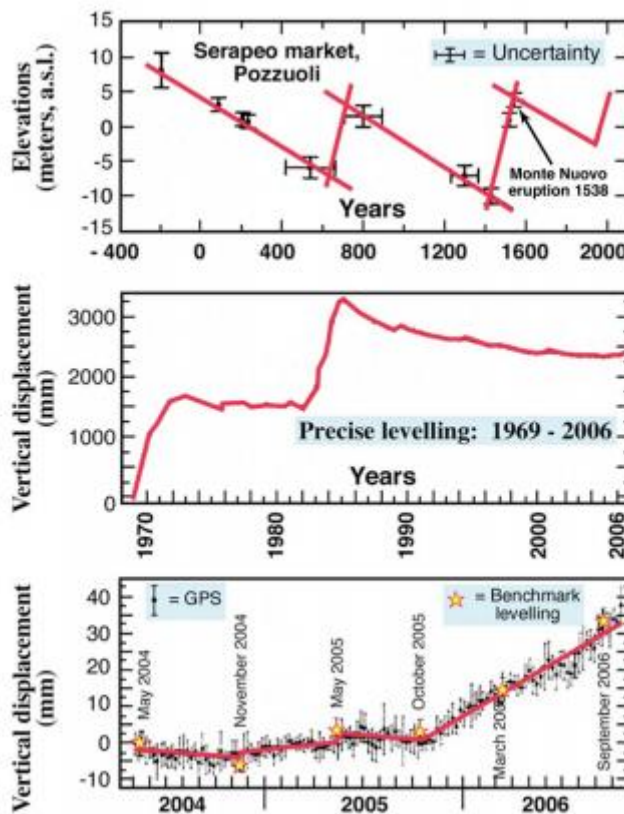 Elevations
(meters, a.s.l.)
15
10
5
0
-5
-10
-15
Serapeo market,
Pozzuoli
= Uncertainty
Monte Nuovo
eruption 1538
Years
-400
0
400
800
1200
1600
2000
Vertical displacement
(mm)
3000
2000
1000
0
Precise levelling: 1969 - 2006
Years
1970
1980
1990
2000
2006
Vertical displacement
(mm)
40
30
20
10
0
-10
= GPS
= Benchmark
levelling
May 2004
November 2004
May 2005
October 2005
September 2006
2004
2005
2006